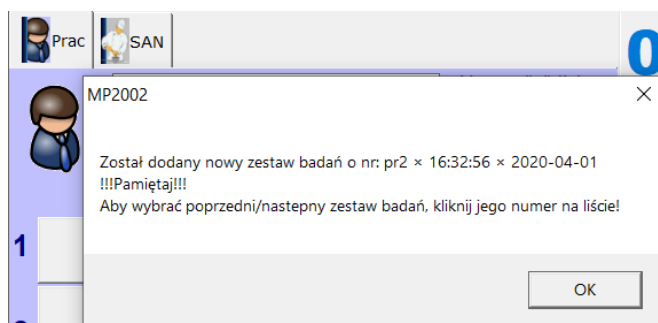 Prac SAN
0
MP2002
Został dodany nowy zestaw badań o nr: pr2 × 16:32:56 × 2020-04-01
!!!Pamiętaj!!!
Aby wybrać poprzedni/nastepny zestaw badań, kliknij jego numer na liście!
1
OK